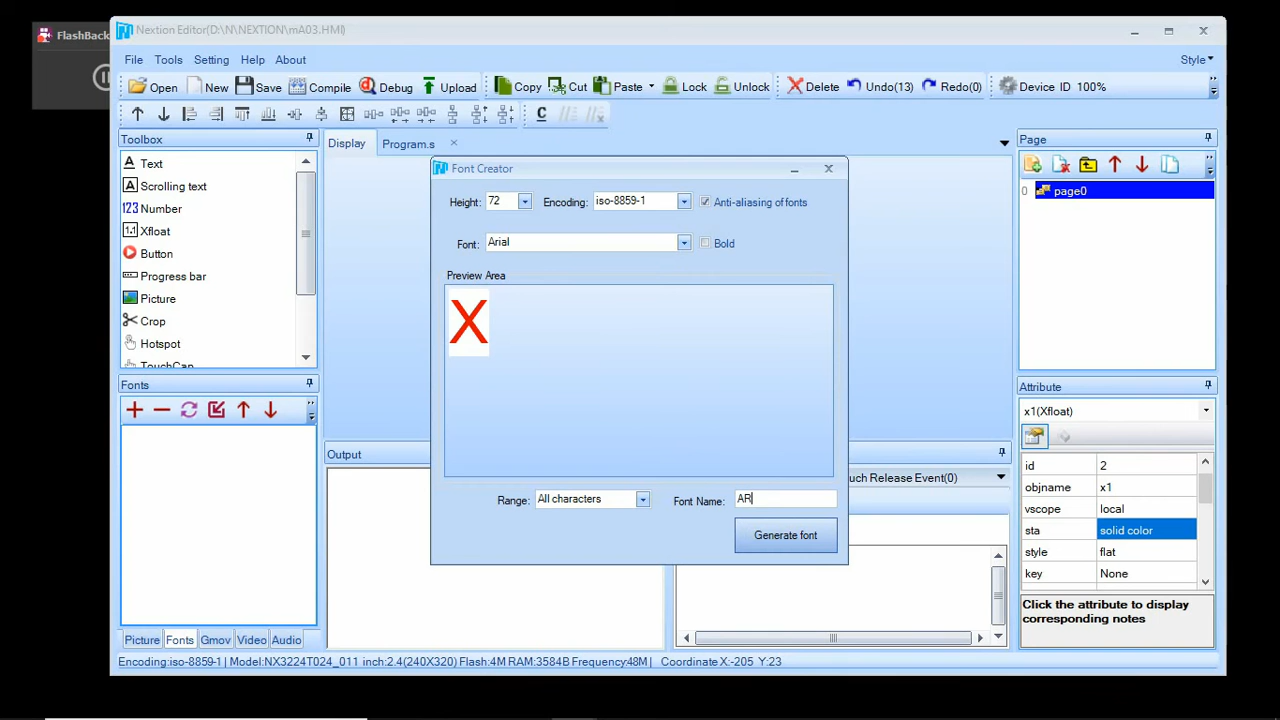 FlashBack
Nextion Editor(D:\N\NEXTION\mA03.HMI)
File Tools Setting Help About Style
Open New Save Compile Debug Upload Copy Cut Paste Lock Unlock Delete Undo(13) Redo(0) Device ID 100%
Toolbox
Display Program.s
Page
Text
Scrolling text
Number
Xfloat
Button
Progress bar
Picture
Crop
Hotspot
TouchCap
0 page0
Font Creator
Height: 72 Encoding: iso-8859-1 Anti-aliasing of fonts
Font: Arial Bold
Preview Area
X
Range: All characters Font Name: AR
Generate font
Fonts
Output
ouch Release Event(0)
Attribute
x1(Xfloat)
id 2
objname x1
vscope local
sta solid color
style flat
key None
Click the attribute to display
corresponding notes
Picture Fonts Gmov Video Audio
Encoding:iso-8859-1 Model:NX3224T024_011 inch:2.4(240X320) Flash:4M RAM:3584B Frequency:48M Coordinate X:-205 Y:23